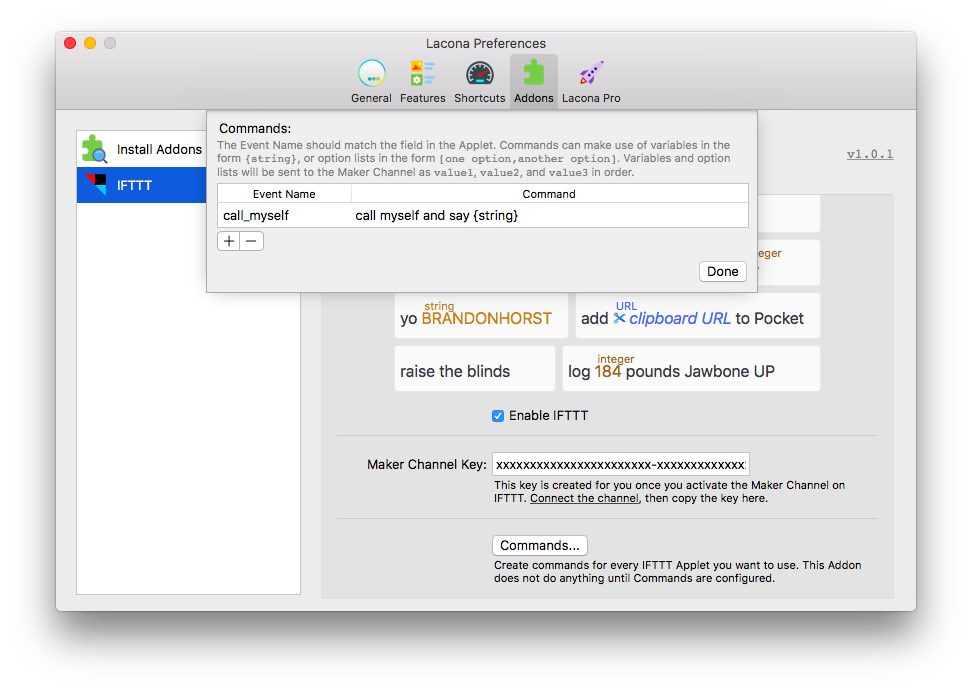 Lacona Preferences
General Features Shortcuts Addons Lacona Pro
Commands:
The Event Name should match the field in the Applet. Commands can make use of variables in the
form {string}, or option lists in the form [one option,another option]. Variables and option
lists will be sent to the Maker Channel as value1, value2, and value3 in order.
Event Name Command
call_myself call myself and say {string}
+ −
Done
Install Addons
IFTTT
v1.0.1
eger
string
yo BRANDONHORST
URL
add clipboard URL to Pocket
raise the blinds
integer
log 184 pounds Jawbone UP
Enable IFTTT
Maker Channel Key: xxxxxxxxxxxxxxxxxxxxxxx-xxxxxxxxxxxxx
This key is created for you once you activate the Maker Channel on
IFTTT. Connect the channel, then copy the key here.
Commands...
Create commands for every IFTTT Applet you want to use. This Addon
does not do anything until Commands are configured.